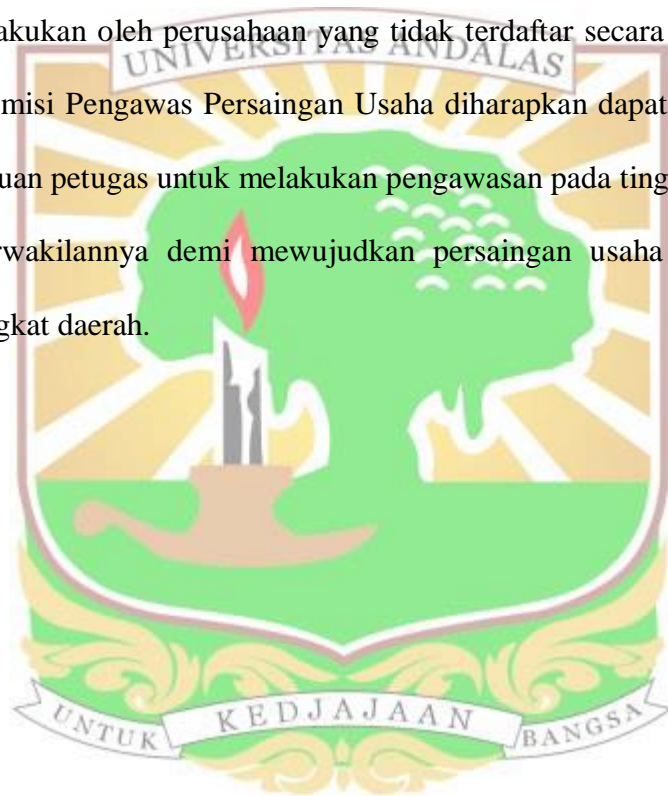 akukan oleh perusahaan yang tidak terdaftar secara
UNIVERSITAS ANDALAS
misi Pengawas Persaingan Usaha diharapkan dapat
uan petugas untuk melakukan pengawasan pada ting
rwakilannya demi mewujudkan persaingan usaha
gkat daerah.
UNTUK KEDJAJAAN BANGSA